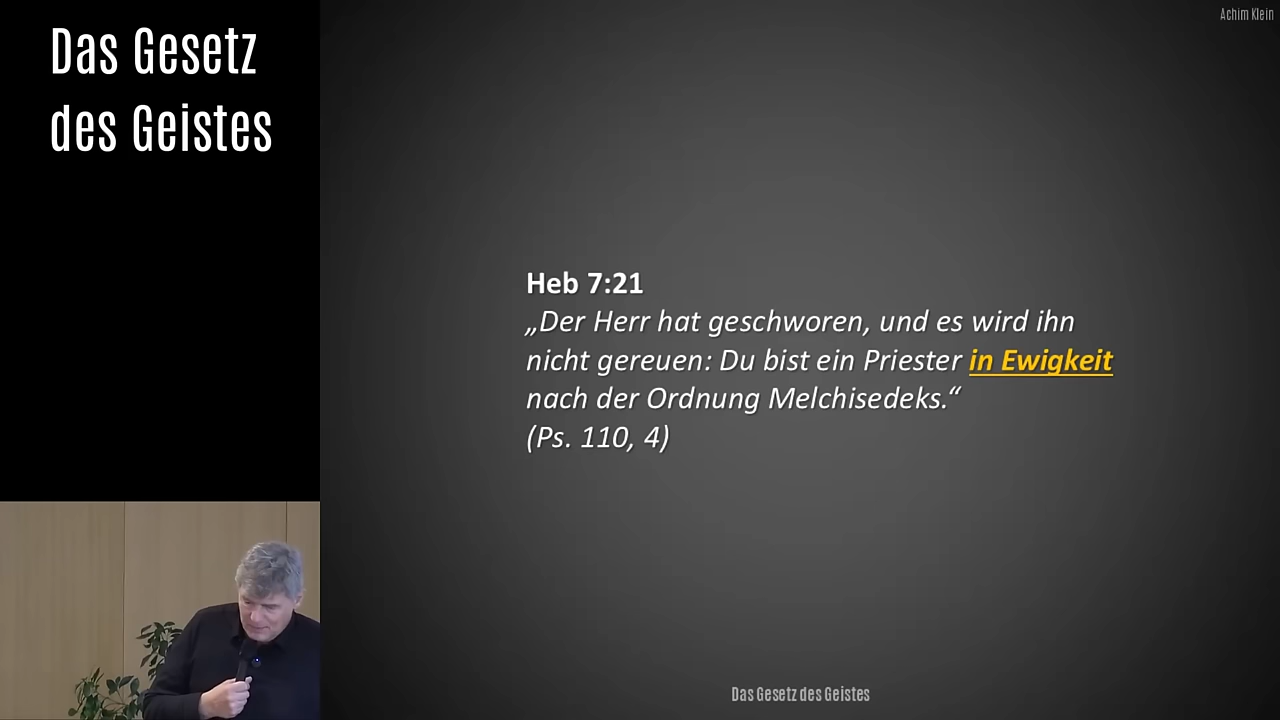 Das Gesetz
des Geistes
Achim Klein
Heb 7:21
„Der Herr hat geschworen, und es wird ihn
nicht gereuen: Du bist ein Priester in Ewigkeit
nach der Ordnung Melchisedeks.“
(Ps. 110, 4)
Das Gesetz des Geistes